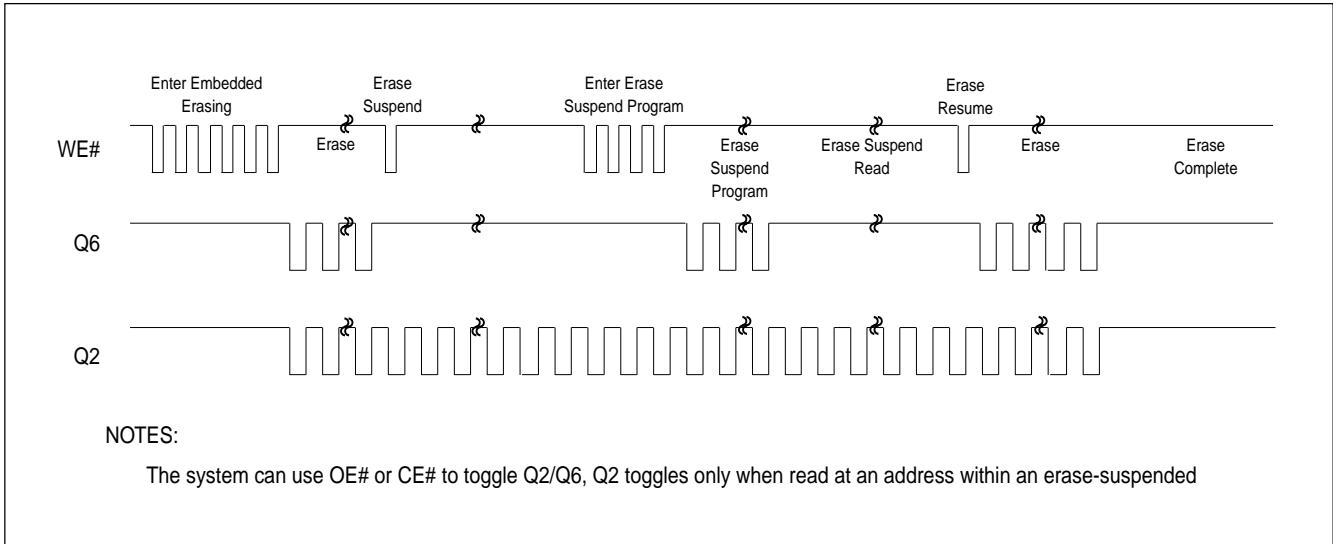 Enter Embedded
Erasing
Erase
Suspend
Enter Erase
Suspend Program
Erase
Resume
WE#
Erase
Erase
Suspend
Program
Erase Suspend
Read
Erase
Erase
Complete
Q6
Q2
NOTES:
The system can use OE# or CE# to toggle Q2/Q6, Q2 toggles only when read at an address within an erase-suspended